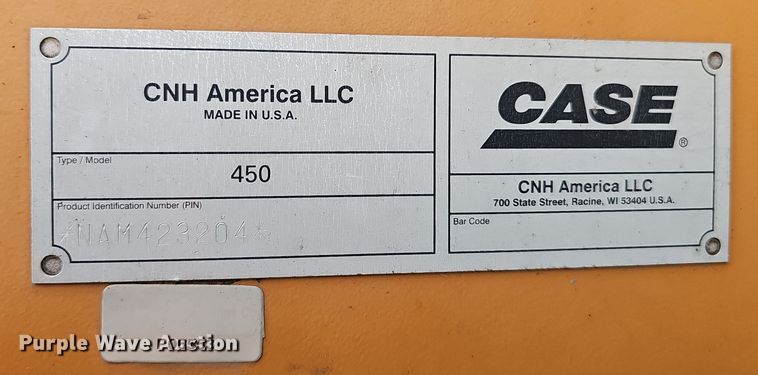 CNH America LLC
MADE IN U.S.A.
Type / Model
450
Product Identification Number (PIN)
*NAM423204*
CASE
®
CNH America LLC
700 State Street, Racine, WI 53404 U.S.A.
Bar Code
Purple Wave Auction